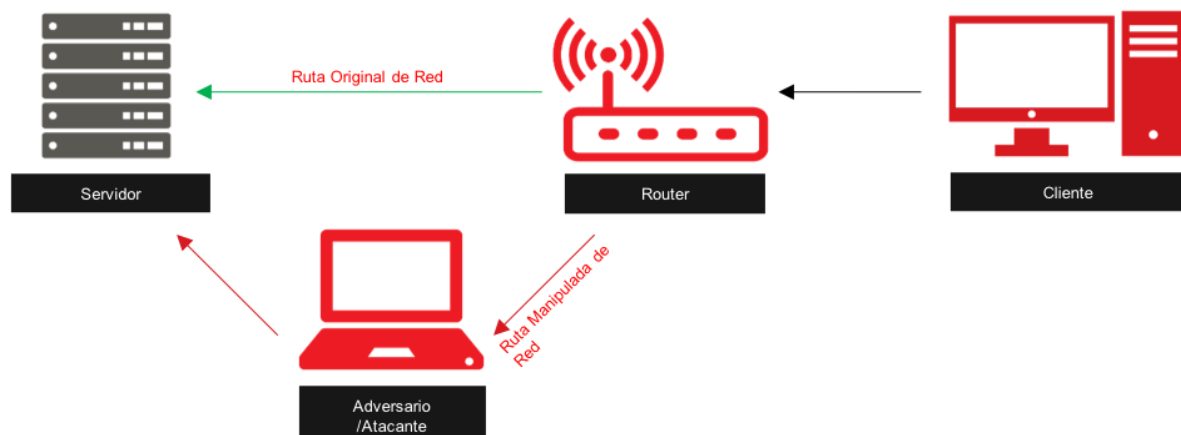 Ruta Original de Red
Servidor
Router
Cliente
Ruta Manipulada de
Red
Adversario
/Atacante